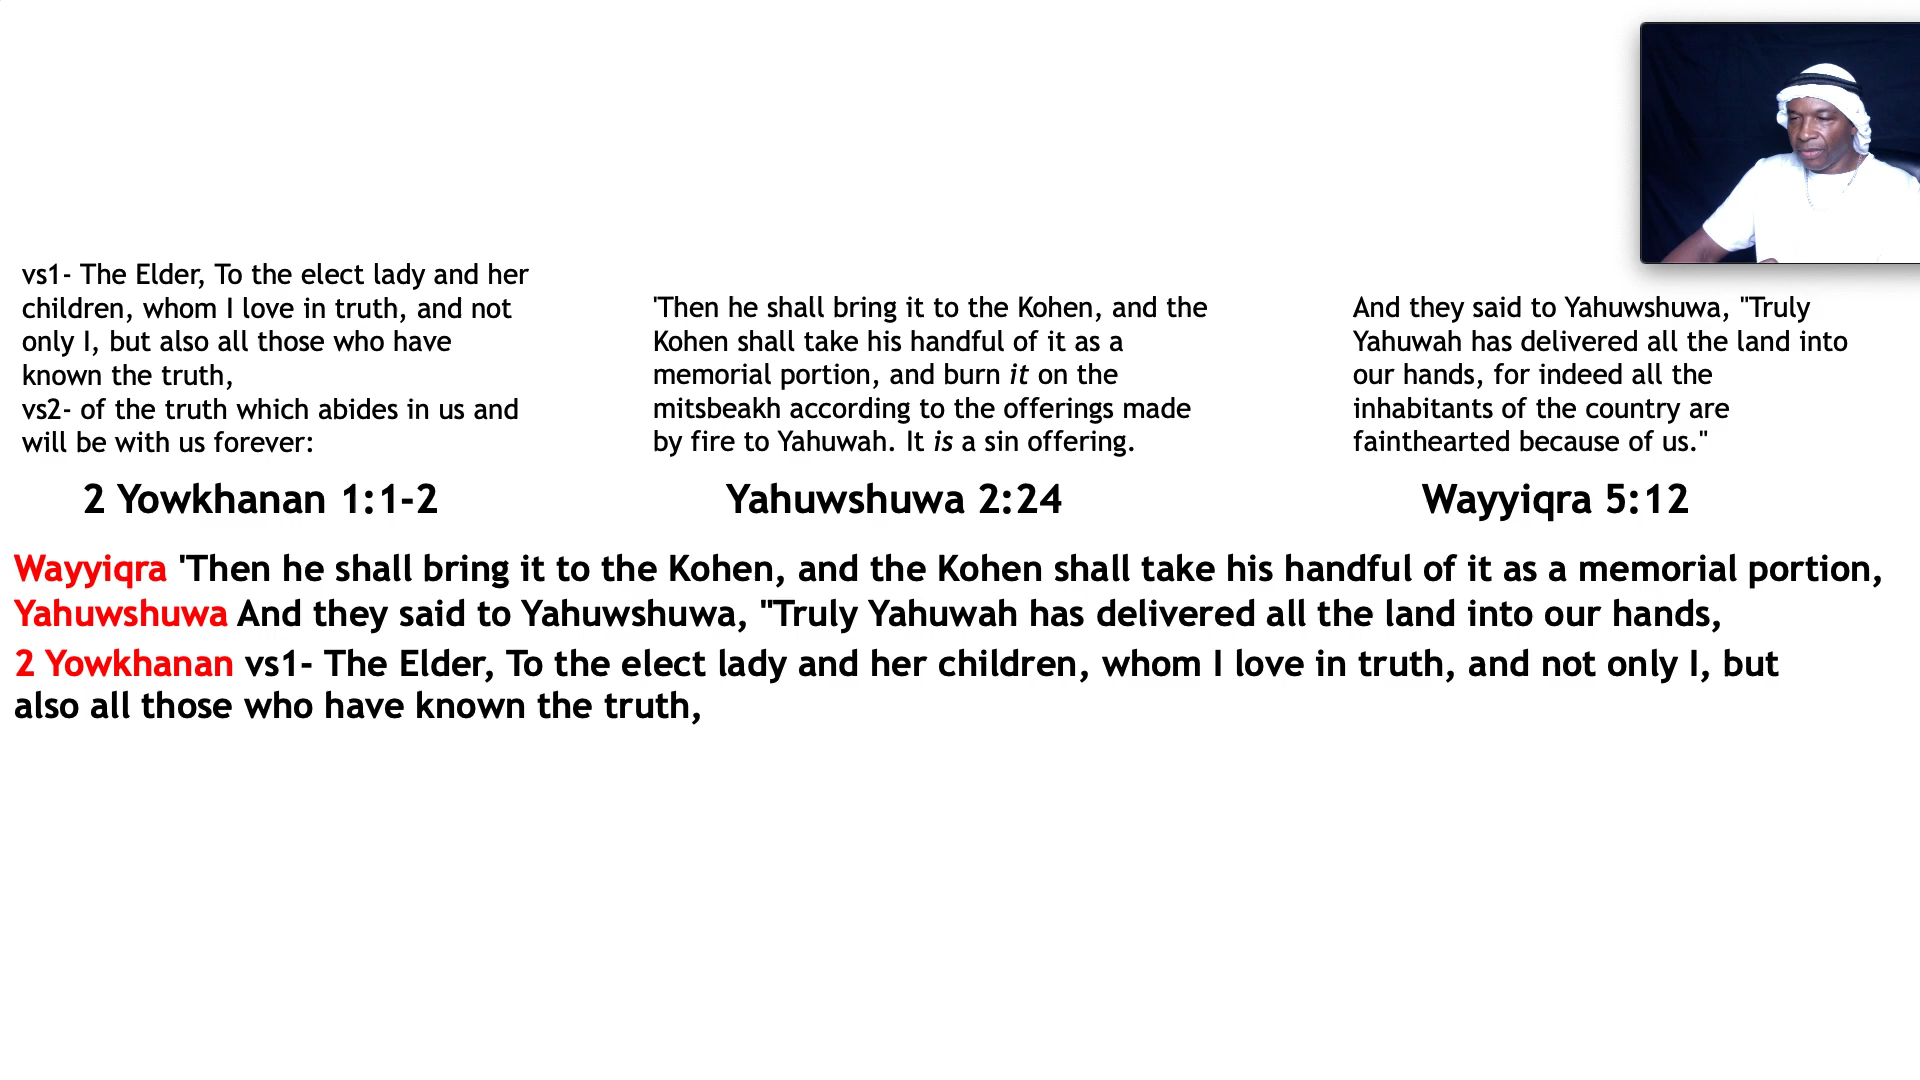 vs1- The Elder, To the elect lady and her
children, whom I love in truth, and not
only I, but also all those who have
known the truth,
vs2- of the truth which abides in us and
will be with us forever:
2 Yowkhanan 1:1-2
'Then he shall bring it to the Kohen, and the
Kohen shall take his handful of it as a
memorial portion, and burn it on the
mitsbeakh according to the offerings made
by fire to Yahuwah. It is a sin offering.
Yahuwshuwa 2:24
And they said to Yahuwshuwa, "Truly
Yahuwah has delivered all the land into
our hands, for indeed all the
inhabitants of the country are
fainthearted because of us."
Wayyiqra 5:12
Wayyiqra 'Then he shall bring it to the Kohen, and the Kohen shall take his handful of it as a memorial portion,
Yahuwshuwa And they said to Yahuwshuwa, "Truly Yahuwah has delivered all the land into our hands,
2 Yowkhanan vs1- The Elder, To the elect lady and her children, whom I love in truth, and not only I, but
also all those who have known the truth,